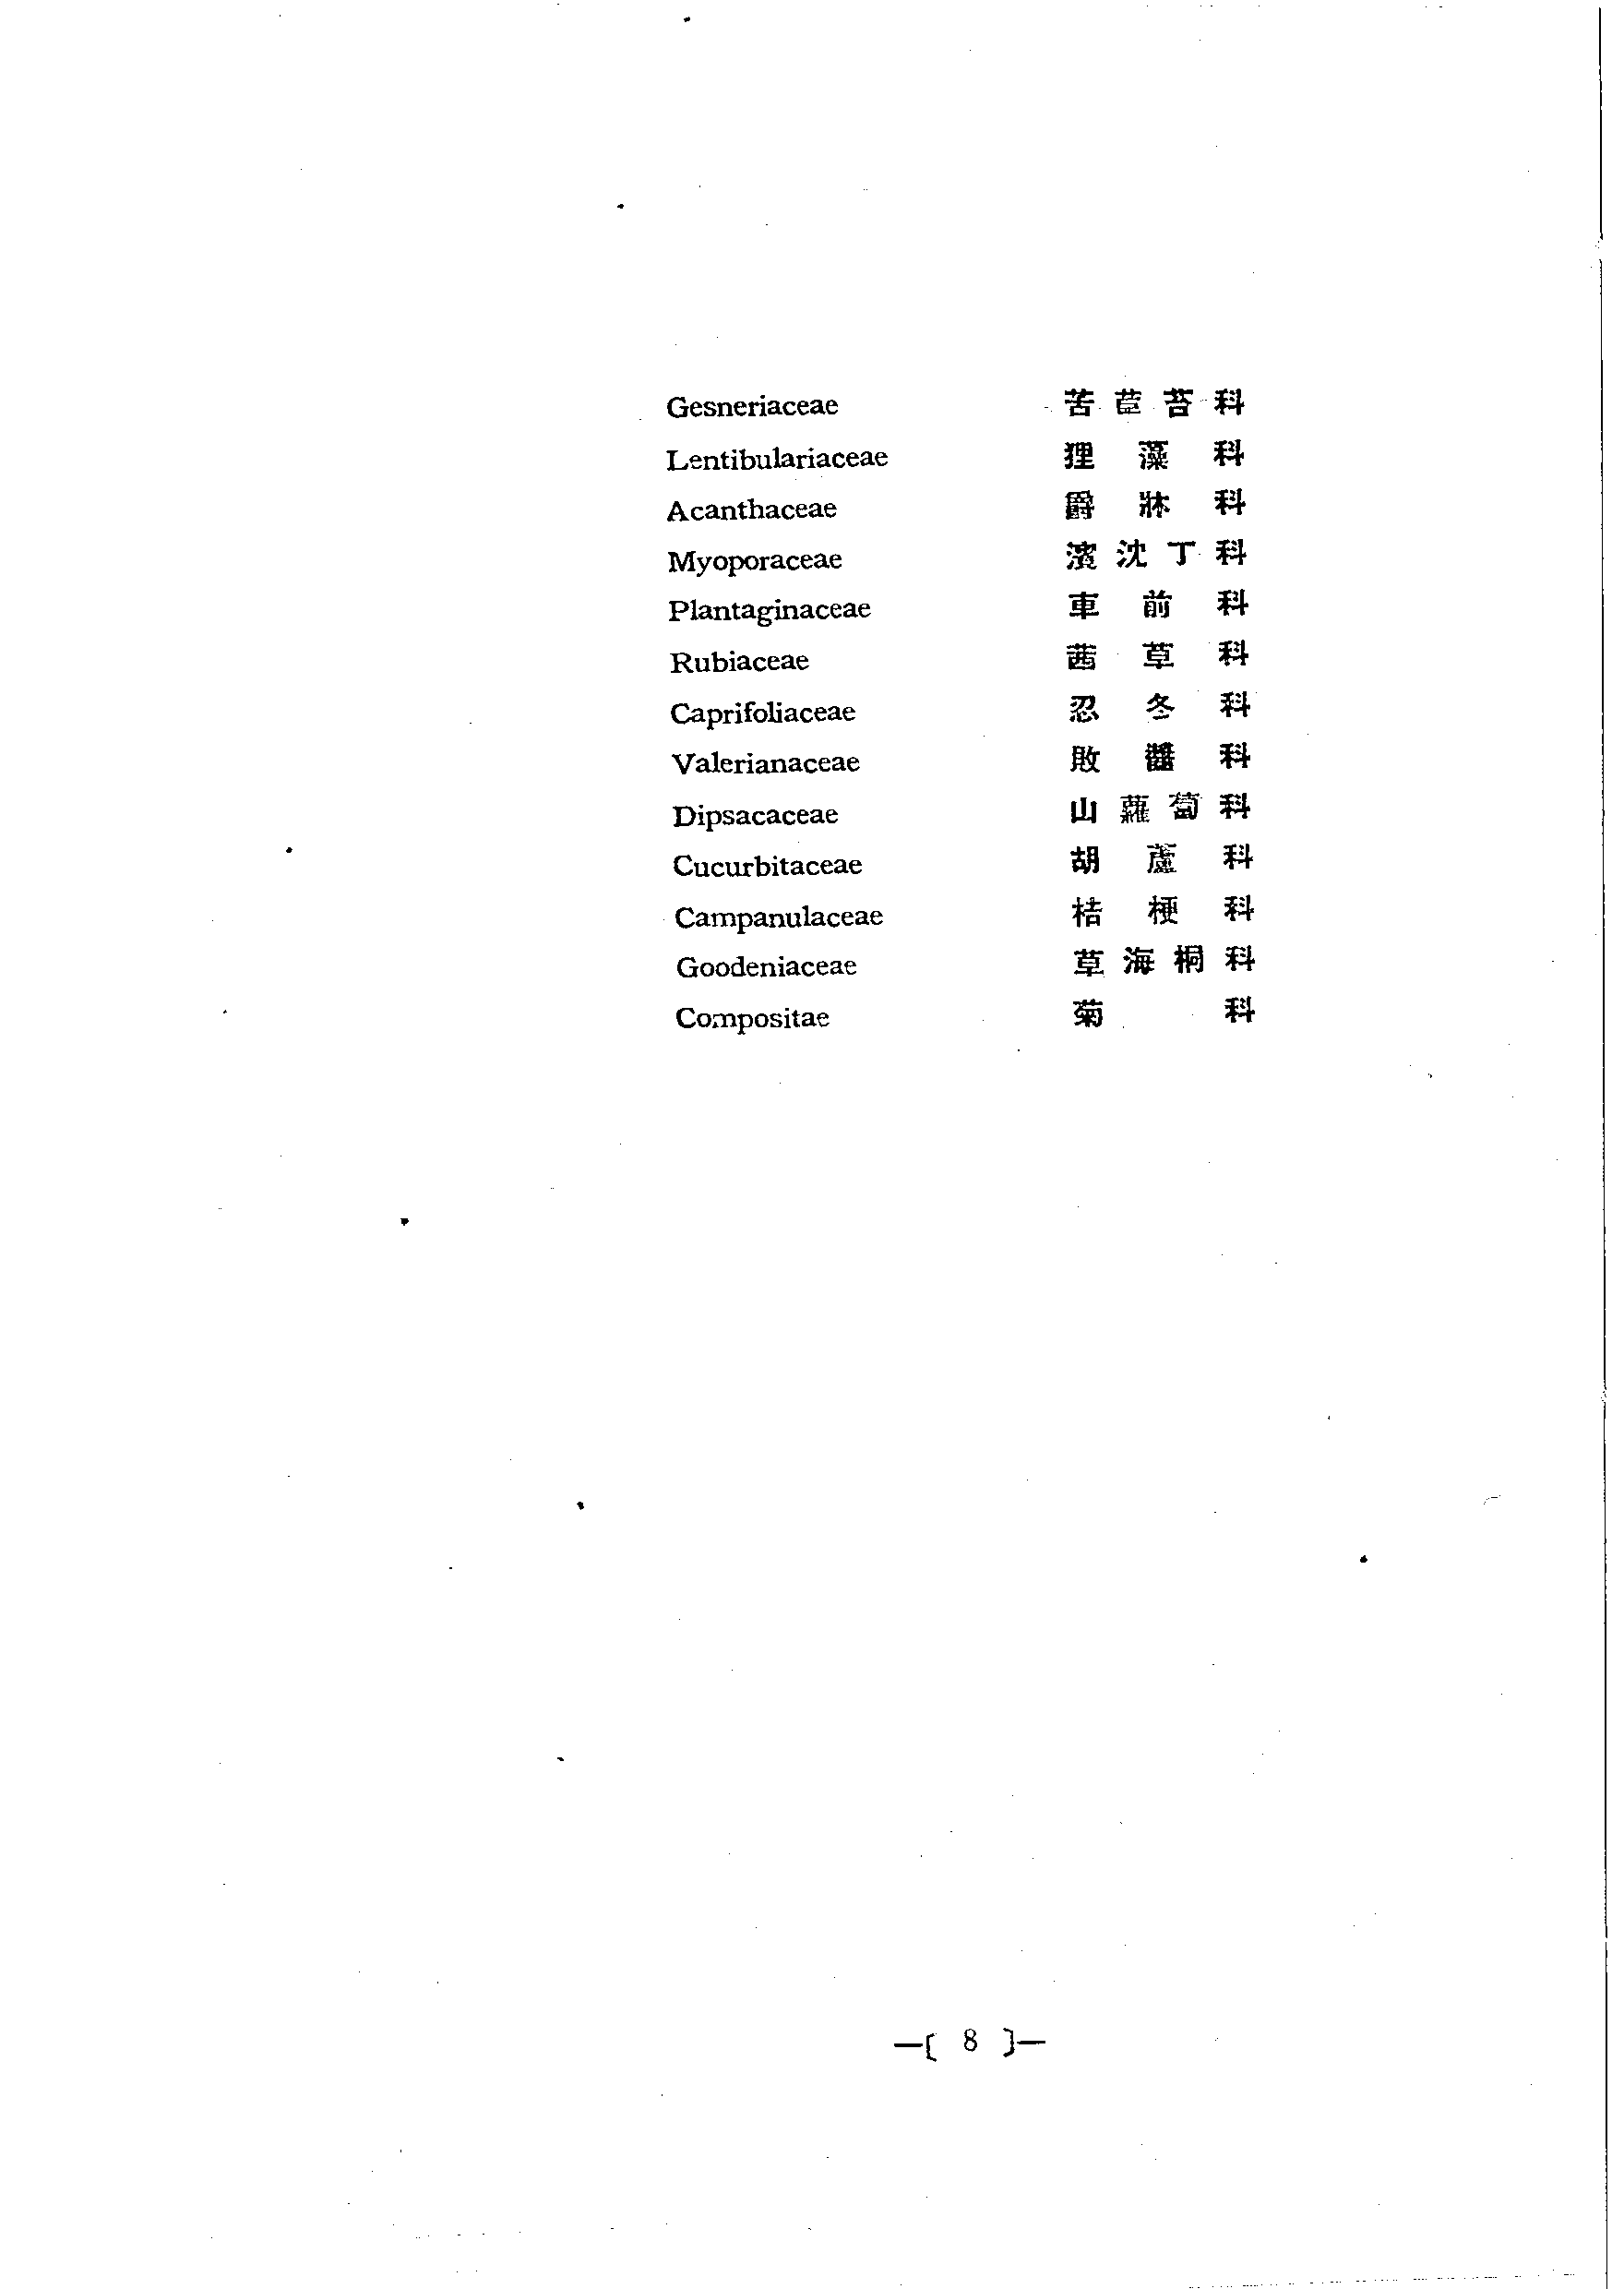 Gesneriaceae 苦苣苔科
Lentibulariaceae 狸藻科
Acanthaceae 爵牀科
Myoporaceae 濱沈丁科
Plantaginaceae 車前科
Rubiaceae 茜草科
Caprifoliaceae 忍冬科
Valerianaceae 敗醬科
Dipsacaceae 山蘿蔔科
Cucurbitaceae 胡蘆科
Campanulaceae 桔梗科
Goodeniaceae 草海桐科
Compositae 菊科
—[ 8 ]—